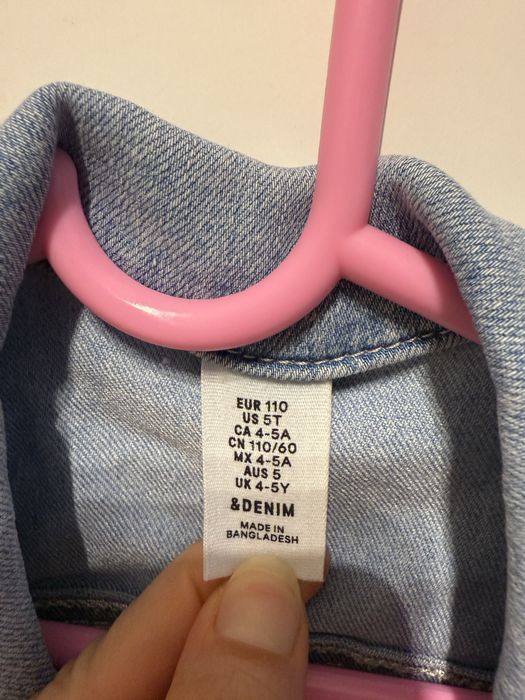 EUR 110
US 5T
CA 4-5A
CN 110/60
MX 4-5A
AUS 5
UK 4-5Y
&DENIM
MADE IN
BANGLADESH